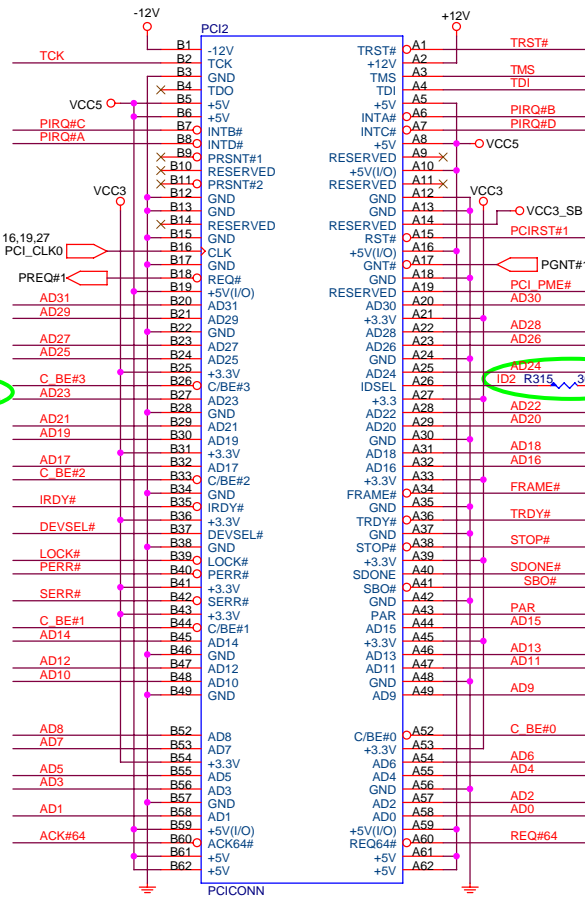 -12V +12V
PCI2
B1 -12V TRST# A1 TRST#
TCK B2 TCK +12V A2
B3 GND TMS A3 TMS
B4 TDO TDI A4 TDI
VCC5 B5 +5V +5V A5
B6 +5V INTA# A6 PIRQ#B
PIRQ#C B7 INTB# INTC# A7 PIRQ#D
PIRQ#A B8 INTD# +5V A8 VCC5
B9 PRSNT#1 RESERVED A9
B10 RESERVED +5V(I/O) A10
B11 PRSNT#2 RESERVED A11
VCC3 B12 GND GND A12 VCC3
B13 GND GND A13
B14 RESERVED RESERVED A14 VCC3_SB
16,19,27 B15 GND RST# A15 PCIRST#1
PCI_CLK0 B16 CLK +5V(I/O) A16
B17 GND GNT# A17 PGNT#1
PREQ#1 B18 REQ# GND A18
B19 +5V(I/O) RESERVED A19 PCI_PME#
AD31 B20 AD31 AD30 A20 AD30
AD29 B21 AD29 +3.3V A21
B22 GND AD28 A22 AD28
AD27 B23 AD27 AD26 A23 AD26
AD25 B24 AD25 GND A24
B25 +3.3V AD24 A25 AD24
C_BE#3 B26 C/BE#3 IDSEL A26 ID2 R315 3
AD23 B27 AD23 +3.3 A27
B28 GND AD22 A28 AD22
AD21 B29 AD21 AD20 A29 AD20
AD19 B30 AD19 GND A30
B31 +3.3V AD18 A31 AD18
AD17 B32 AD17 AD16 A32 AD16
C_BE#2 B33 C/BE#2 +3.3V A33
B34 GND FRAME# A34 FRAME#
IRDY# B35 IRDY# GND A35
B36 +3.3V TRDY# A36 TRDY#
DEVSEL# B37 DEVSEL# GND A37
B38 GND STOP# A38 STOP#
LOCK# B39 LOCK# +3.3V A39
PERR# B40 PERR# SDONE A40 SDONE#
B41 +3.3V SBO# A41 SBO#
SERR# B42 SERR# GND A42
B43 +3.3V PAR A43 PAR
C_BE#1 B44 C/BE#1 AD15 A44 AD15
AD14 B45 AD14 +3.3V A45
B46 GND AD13 A46 AD13
AD12 B47 AD12 AD11 A47 AD11
AD10 B48 AD10 GND A48
B49 GND AD9 A49 AD9
AD8 B52 AD8 C/BE#0 A52 C_BE#0
AD7 B53 AD7 +3.3V A53
B54 +3.3V AD6 A54 AD6
AD5 B55 AD5 AD4 A55 AD4
AD3 B56 AD3 GND A56
B57 GND AD2 A57 AD2
AD1 B58 AD1 AD0 A58 AD0
B59 +5V(I/O) +5V(I/O) A59
ACK#64 B60 ACK64# REQ64# A60 REQ#64
B61 +5V +5V A61
B62 +5V +5V A62
PCICONN